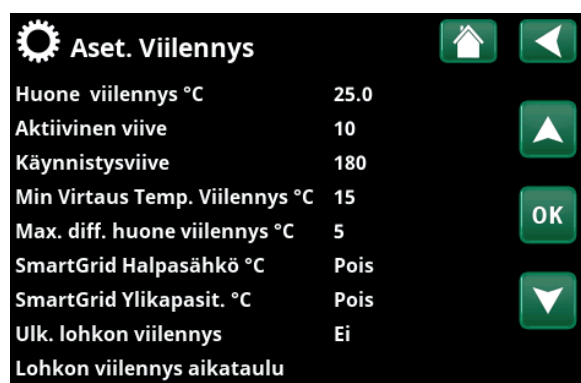 Aset. Viilennys
Huone viilennys °C 25.0
Aktiivinen viive 10
Käynnistysviive 180
Min Virtaus Temp. Viilennys °C 15
Max. diff. huone viilennys °C 5
OK
SmartGrid Halpasähkö °C Pois
SmartGrid Ylikapasit. °C Pois
Ulk. lohkon viilennys Ei
Lohkon viilennys aikataulu